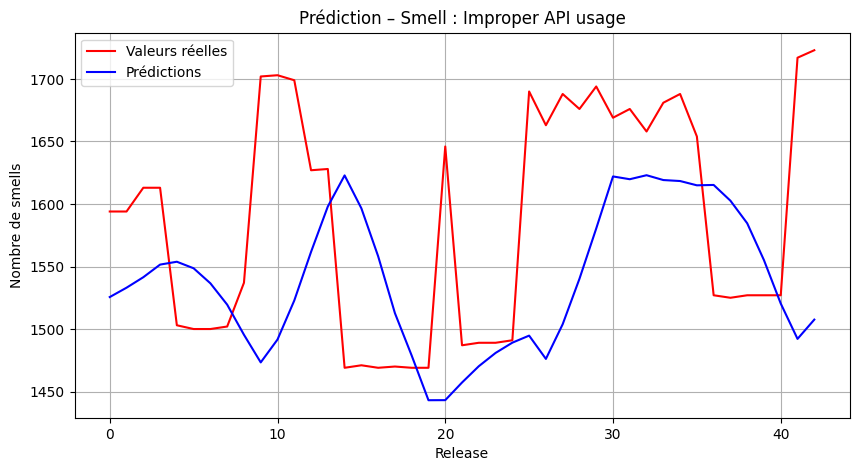 Prédiction – Smell : Improper API usage
Valeurs réelles
Prédictions
Nombre de smells
1700
1650
1600
1550
1500
1450
0 10 20 30 40
Release